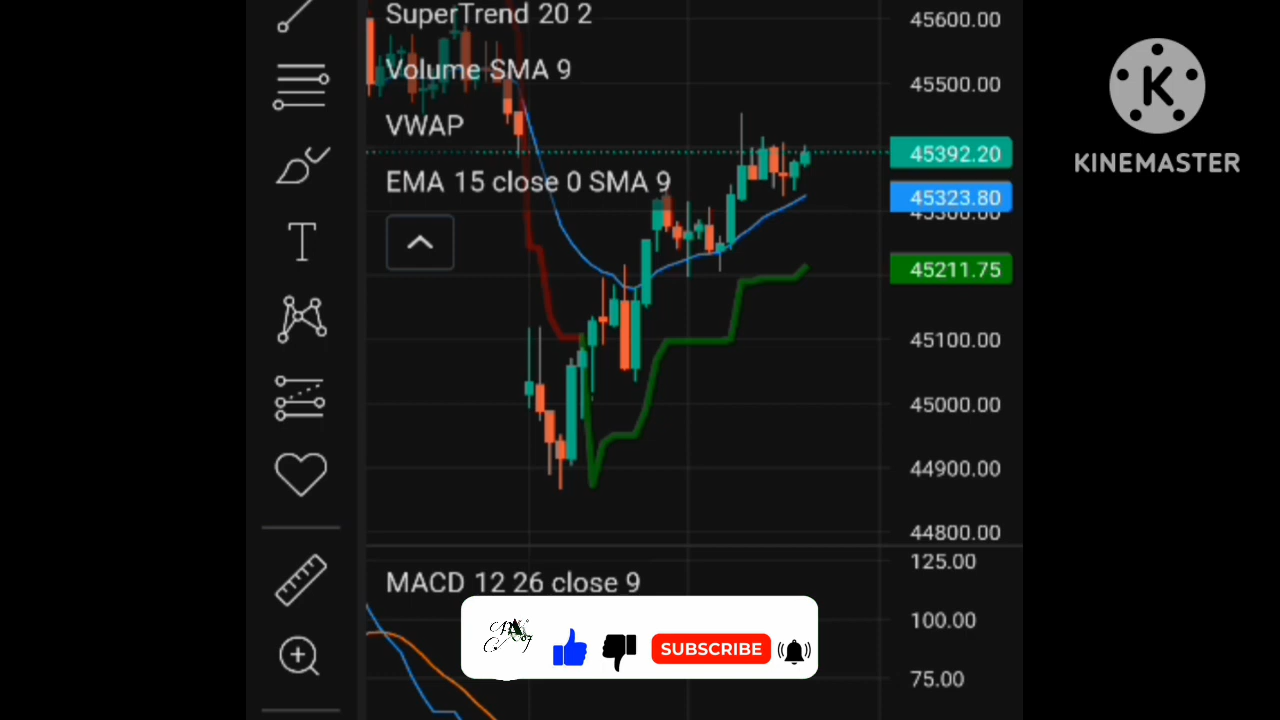 SuperTrend 20 2
Volume SMA 9
VWAP
EMA 15 close 0 SMA 9
45600.00
45500.00
45392.20
45323.80
45300.00
45211.75
45100.00
45000.00
44900.00
44800.00
MACD 12 26 close 9
125.00
100.00
75.00
SUBSCRIBE
K
KINEMASTER